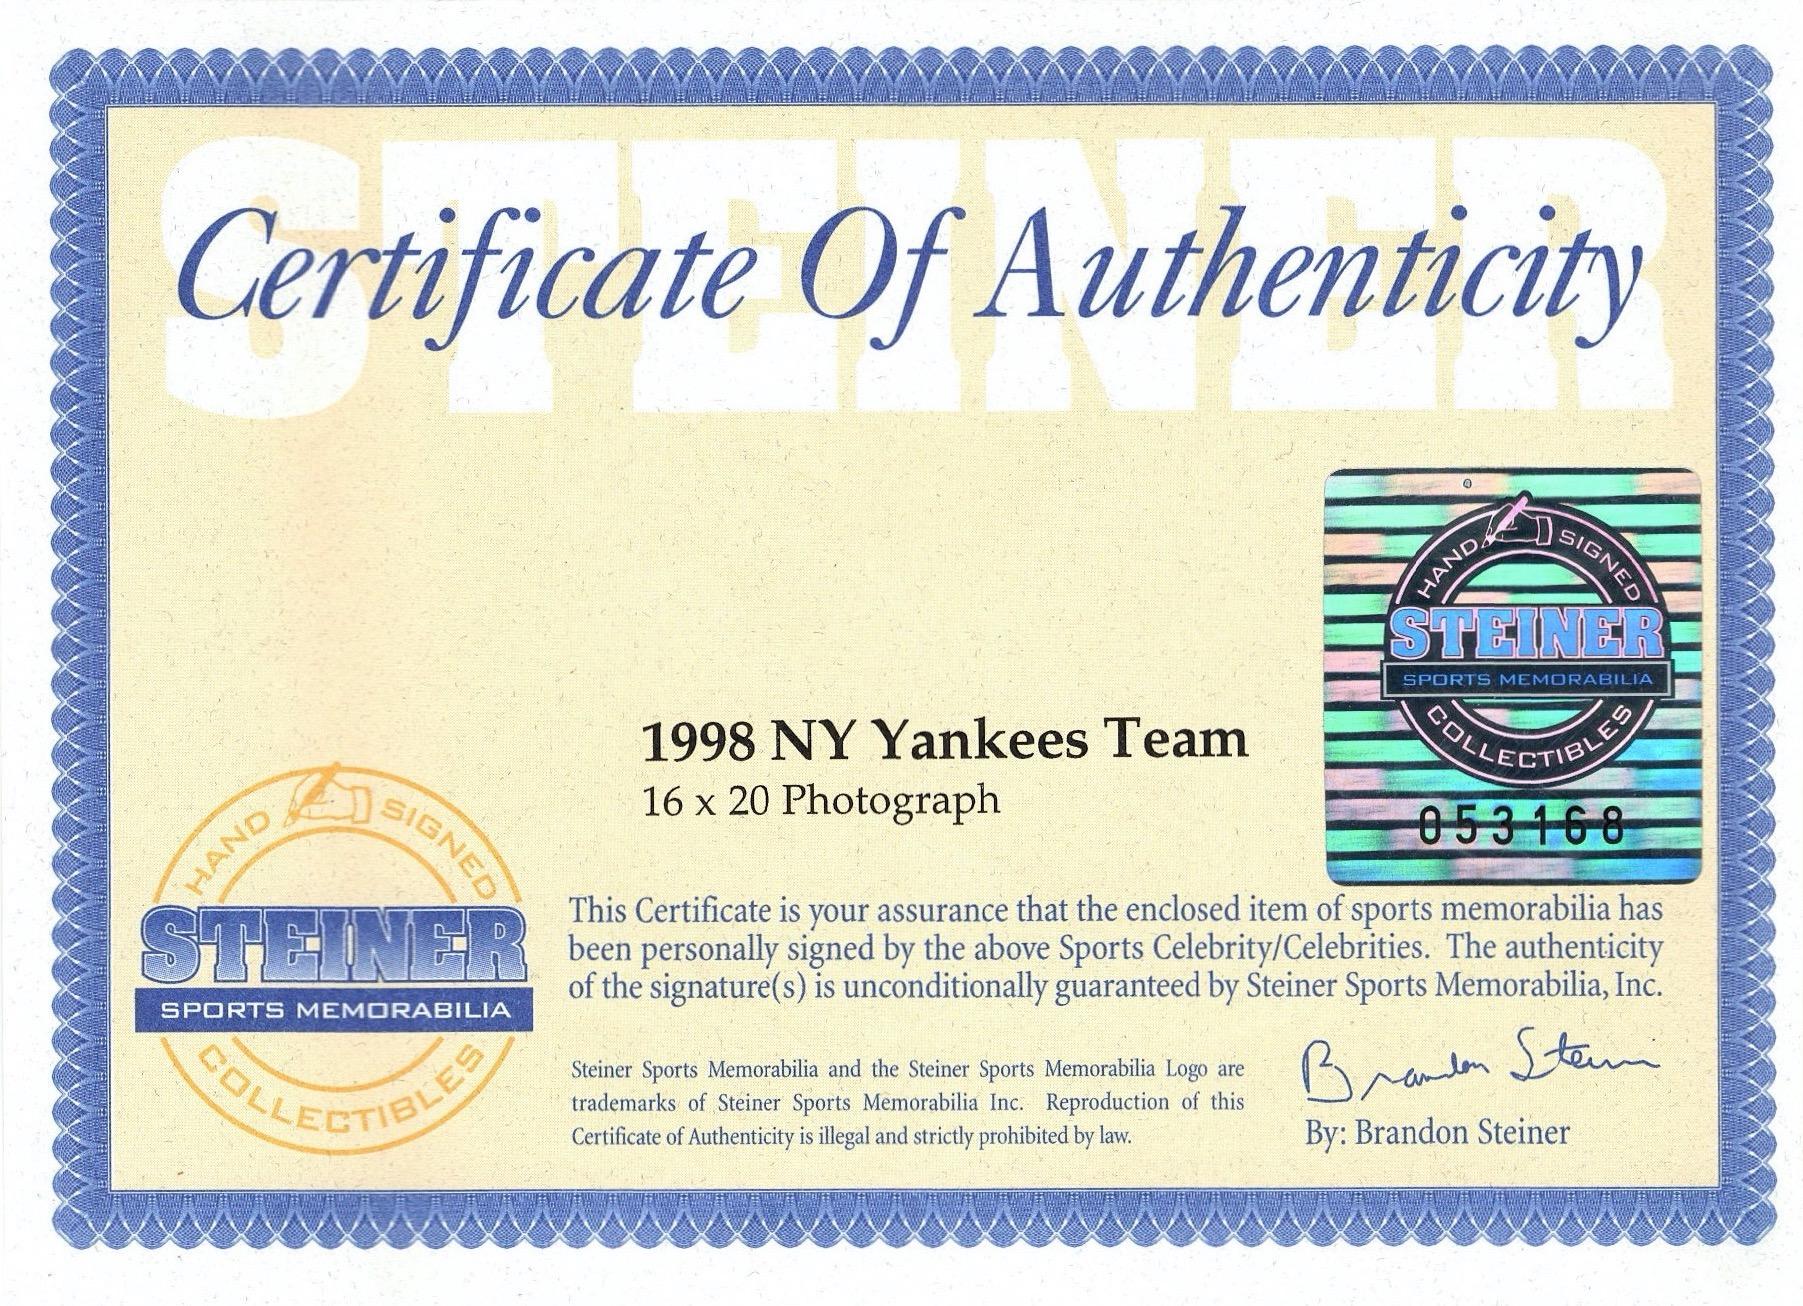 STEINER
Certificate Of Authenticity
HAND SIGNED
STEINER
SPORTS MEMORABILIA
COLLECTIBLES
053168
1998 NY Yankees Team
16 x 20 Photograph
HAND SIGNED
STEINER
SPORTS MEMORABILIA
COLLECTIBLES
This Certificate is your assurance that the enclosed item of sports memorabilia has
been personally signed by the above Sports Celebrity/Celebrities. The authenticity
of the signature(s) is unconditionally guaranteed by Steiner Sports Memorabilia, Inc.
Steiner Sports Memorabilia and the Steiner Sports Memorabilia Logo are
trademarks of Steiner Sports Memorabilia Inc. Reproduction of this
Certificate of Authenticity is illegal and strictly prohibited by law.
Brandon Steiner
By: Brandon Steiner